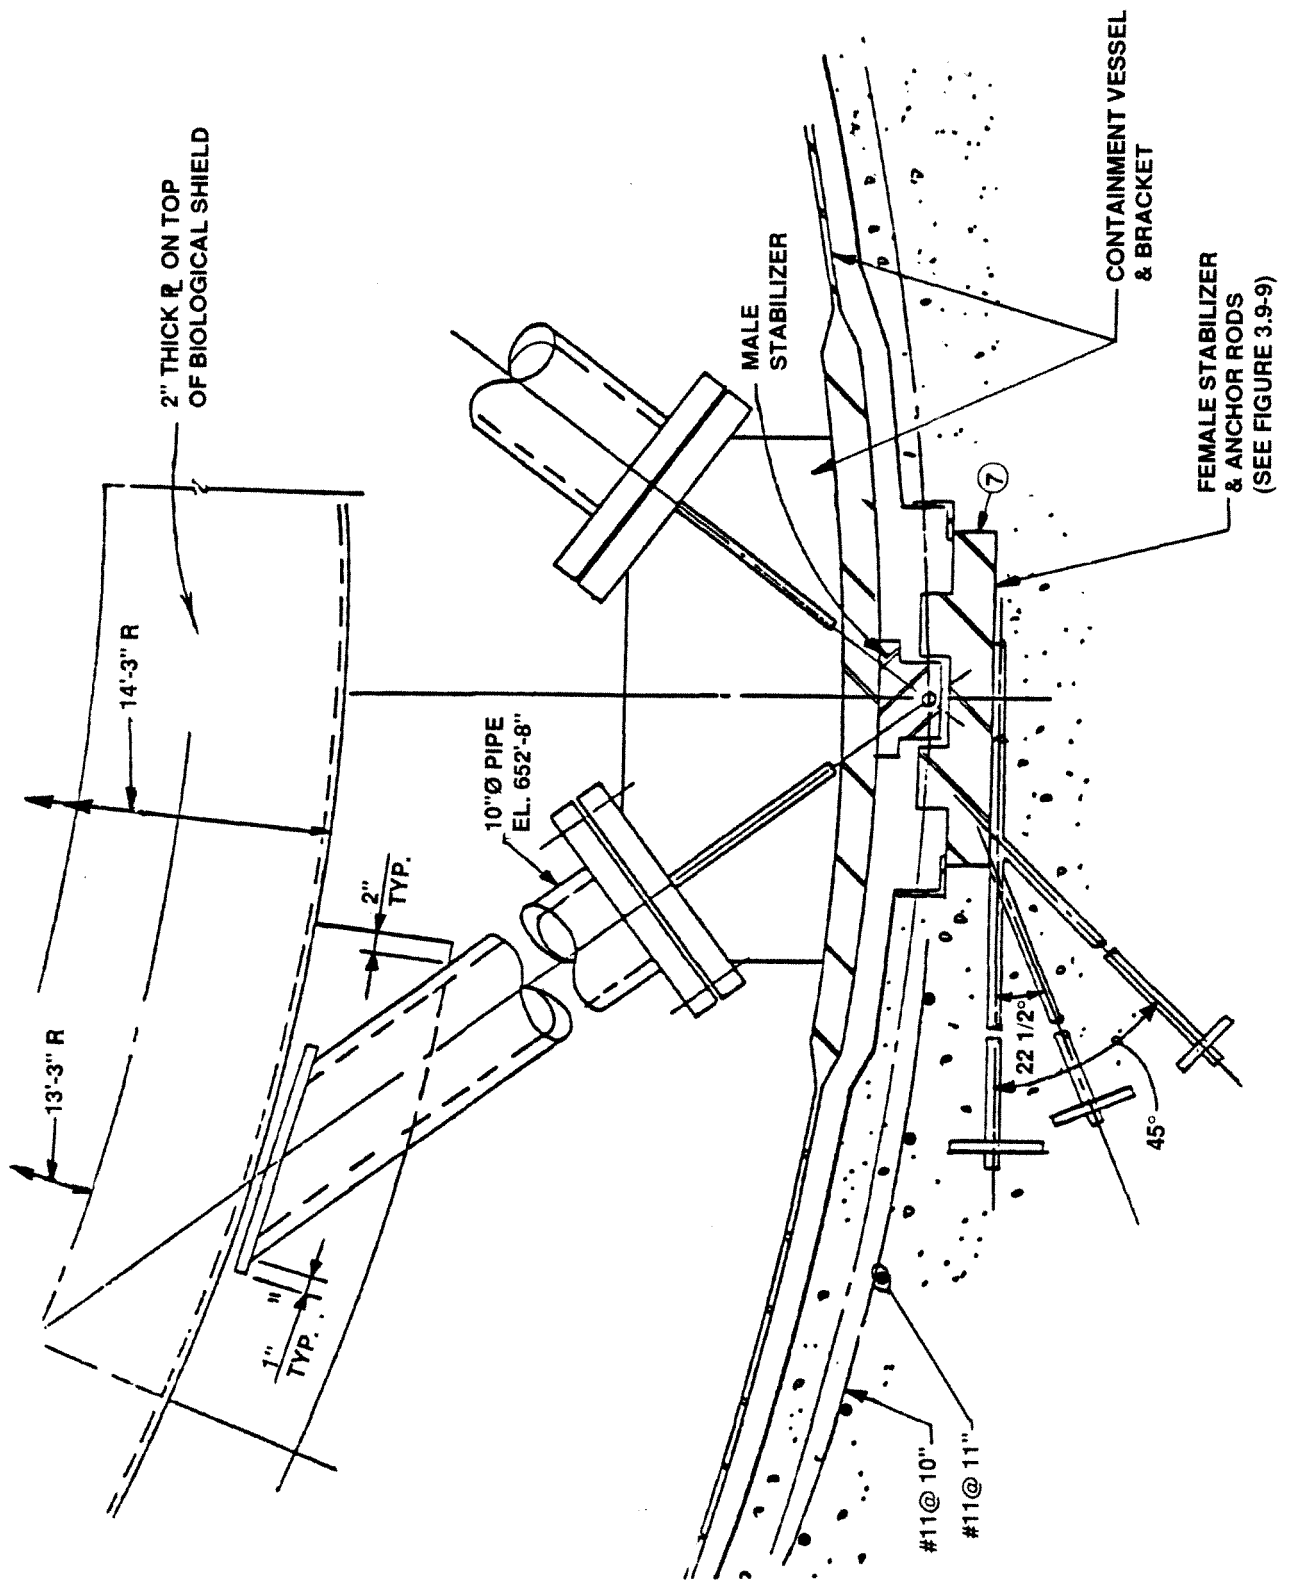 2" THICK ⅊ ON TOP
OF BIOLOGICAL SHIELD
14'-3" R
13'-3" R
2"
TYP.
1"
TYP.
10"Ø PIPE
EL. 652'-8"
MALE
STABILIZER
CONTAINMENT VESSEL
& BRACKET
7
FEMALE STABILIZER
& ANCHOR RODS
(SEE FIGURE 3.9-9)
22 1/2°
45°
#11@ 10"
#11@ 11"